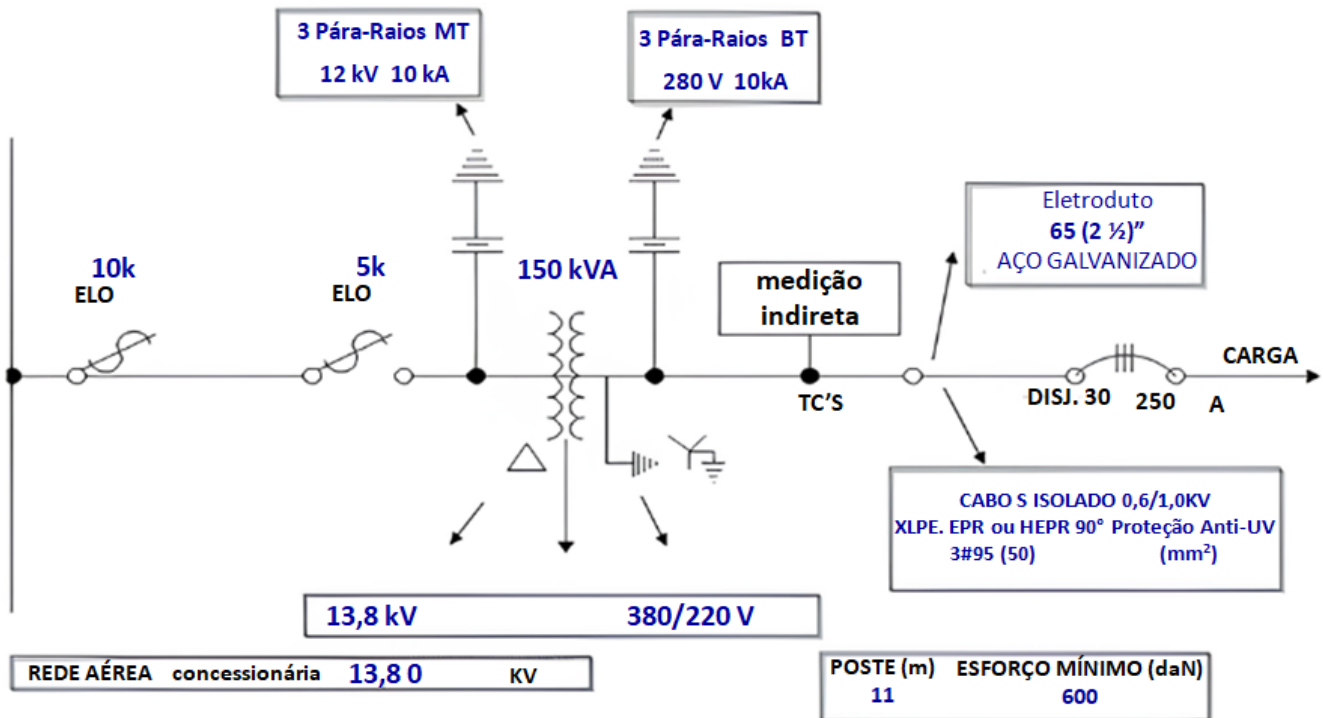 3 Pára-Raios MT
12 kV 10 kA
3 Pára-Raios BT
280 V 10kA
Eletroduto
65 (2 ½)”
AÇO GALVANIZADO
10k
ELO
5k
ELO
150 kVA
medição
indireta
TC’S
DISJ. 30 250 A
CARGA
CABO S ISOLADO 0,6/1,0KV
XLPE. EPR ou HEPR 90° Proteção Anti-UV
3#95 (50) (mm²)
13,8 kV 380/220 V
REDE AÉREA concessionária 13,8 0 KV
POSTE (m) ESFORÇO MÍNIMO (daN)
11 600